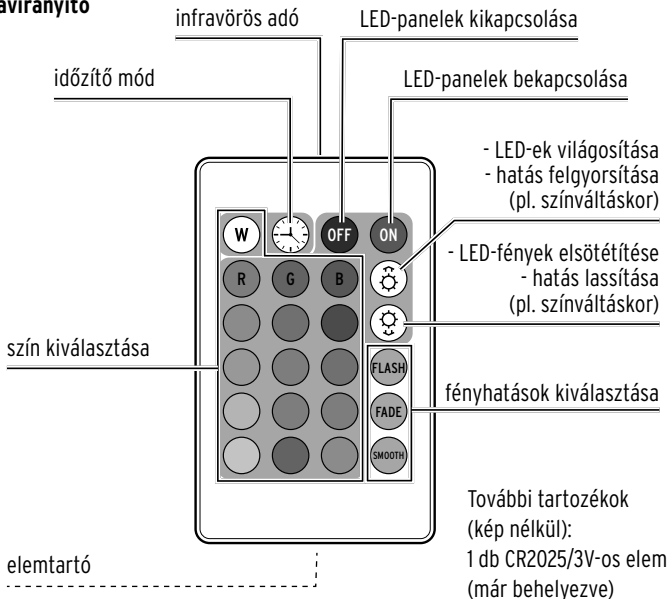 infravörös adó
LED-panelek kikapcsolása
időzítő mód
LED-panelek bekapcsolása
- LED-ek világosítása
- hatás felgyorsítása
(pl. színváltáskor)
W
OFF
ON
- LED-fények elsötétítése
- hatás lassítása
(pl. színváltáskor)
R
G
B
szín kiválasztása
FLASH
fényhatások kiválasztása
FADE
SMOOTH
További tartozékok
(kép nélkül):
1 db CR2025/3V-os elem
(már behelyezve)
elemtartó